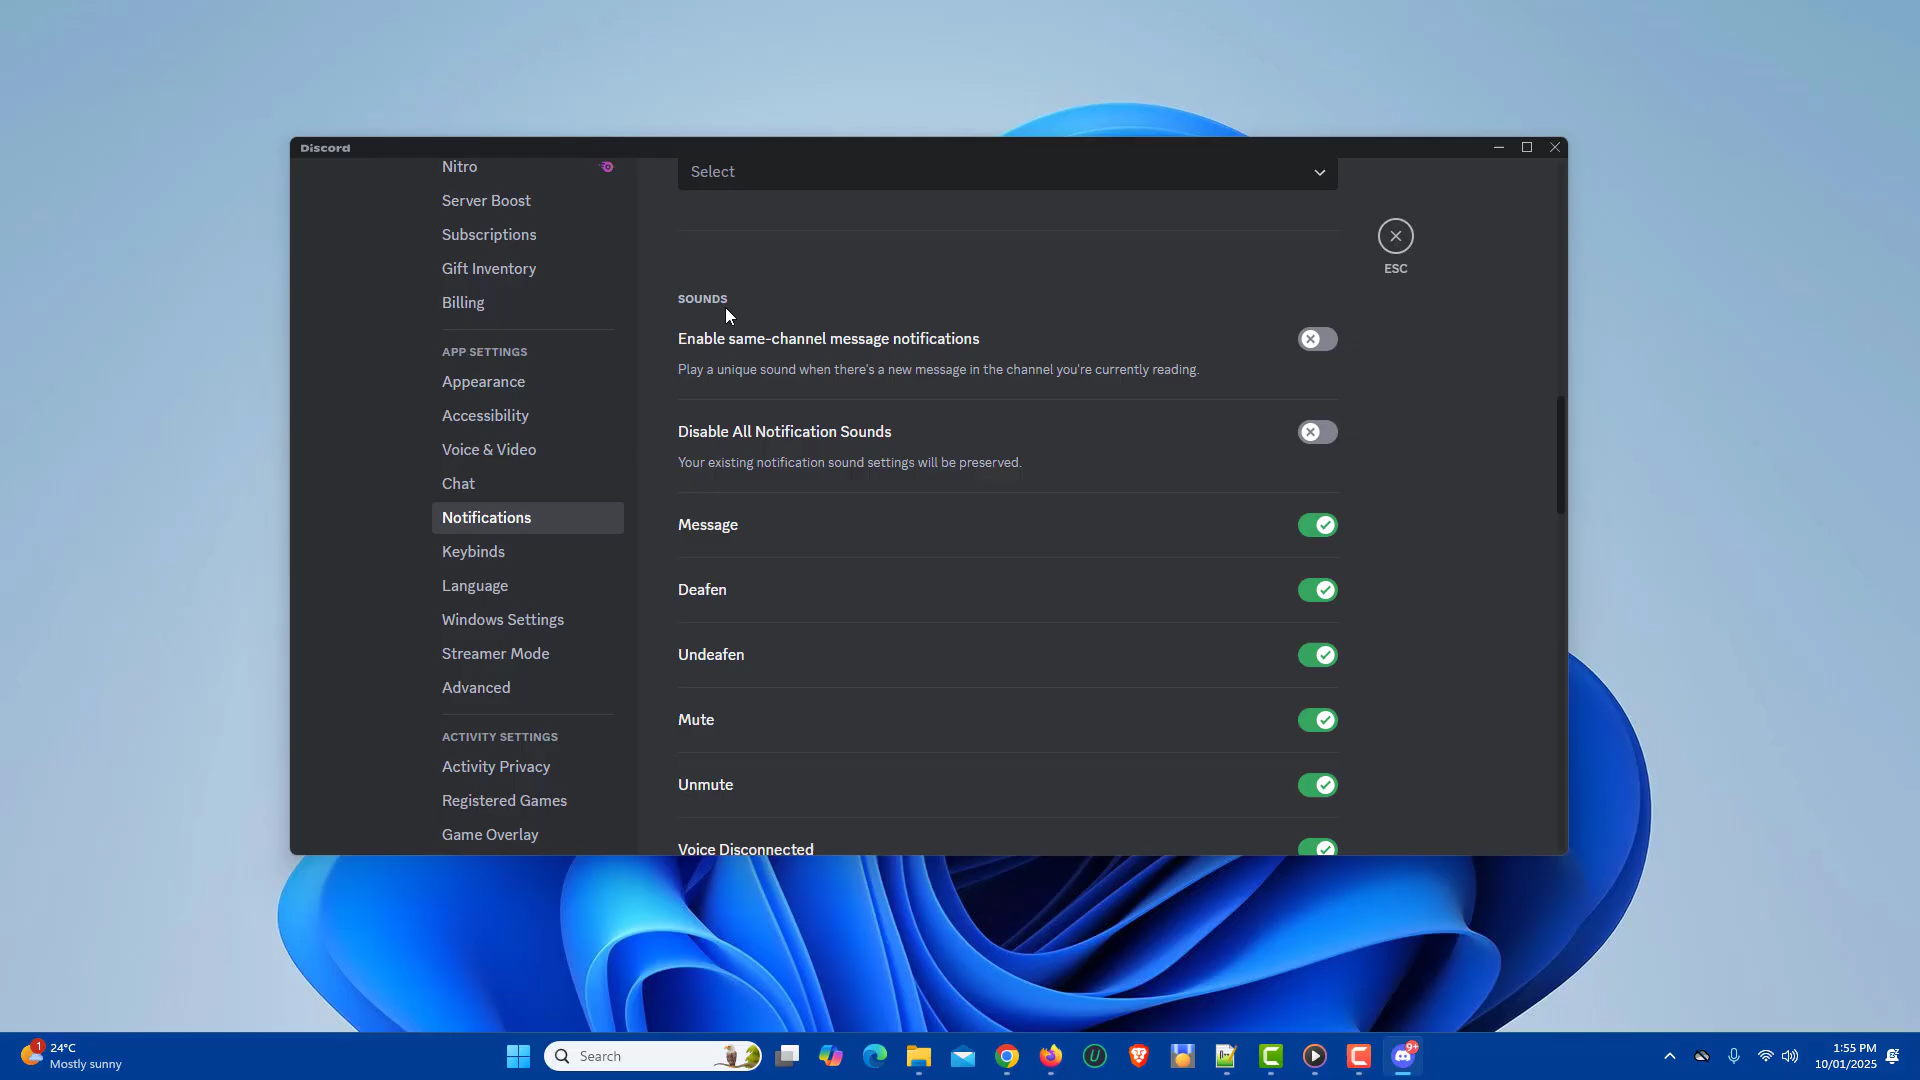 Discord
Nitro
Server Boost
Subscriptions
Gift Inventory
Billing
APP SETTINGS
Appearance
Accessibility
Voice & Video
Chat
Notifications
Keybinds
Language
Windows Settings
Streamer Mode
Advanced
ACTIVITY SETTINGS
Activity Privacy
Registered Games
Game Overlay
Select
ESC
SOUNDS
Enable same-channel message notifications
Play a unique sound when there's a new message in the channel you're currently reading.
Disable All Notification Sounds
Your existing notification sound settings will be preserved.
Message
Deafen
Undeafen
Mute
Unmute
Voice Disconnected
1
24°C
Mostly sunny
Search
9+
1:55 PM
10/01/2025